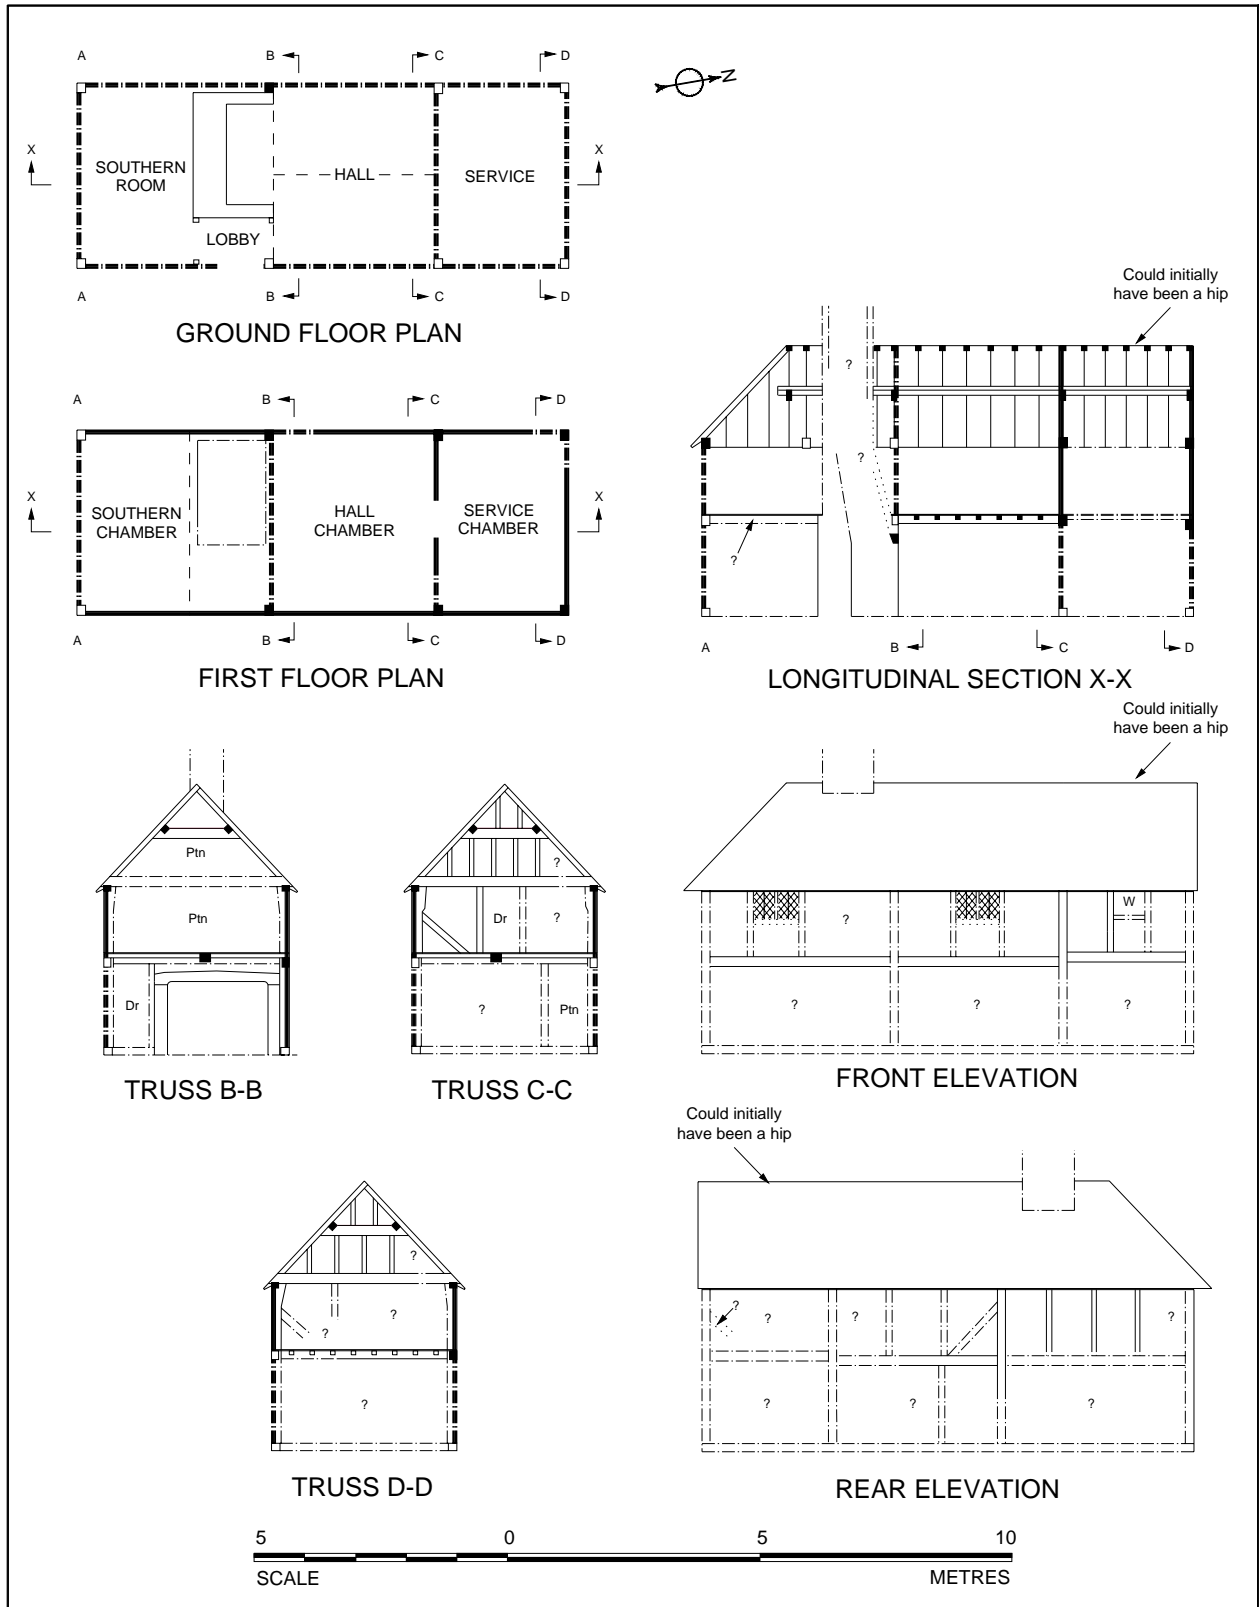 A B C D
N
X X
SOUTHERN
ROOM
HALL
SERVICE
LOBBY
A B C D
GROUND FLOOR PLAN
Could initially
have been a hip
A B C D
X X
SOUTHERN
CHAMBER
HALL
CHAMBER
SERVICE
CHAMBER
A B C D
FIRST FLOOR PLAN
?
?
?
A B C D
LONGITUDINAL SECTION X-X
Ptn
Ptn
Dr
TRUSS B-B
?
Dr ?
? Ptn
TRUSS C-C
Could initially
have been a hip
W
?
? ? ?
FRONT ELEVATION
?
?
?
?
TRUSS D-D
Could initially
have been a hip
?
? ? ?
? ? ?
REAR ELEVATION
5 0 5 10
SCALE METRES